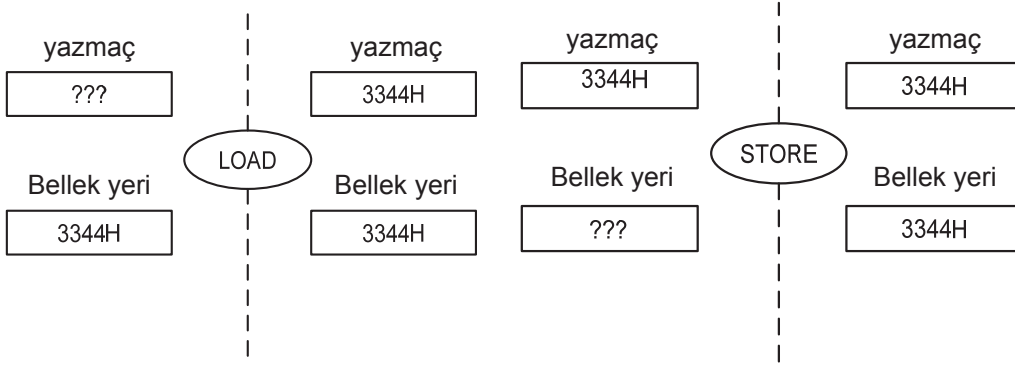 yazmaç
???
LOAD
Bellek yeri
3344H
yazmaç
3344H
Bellek yeri
3344H
yazmaç
3344H
STORE
Bellek yeri
???
yazmaç
3344H
Bellek yeri
3344H